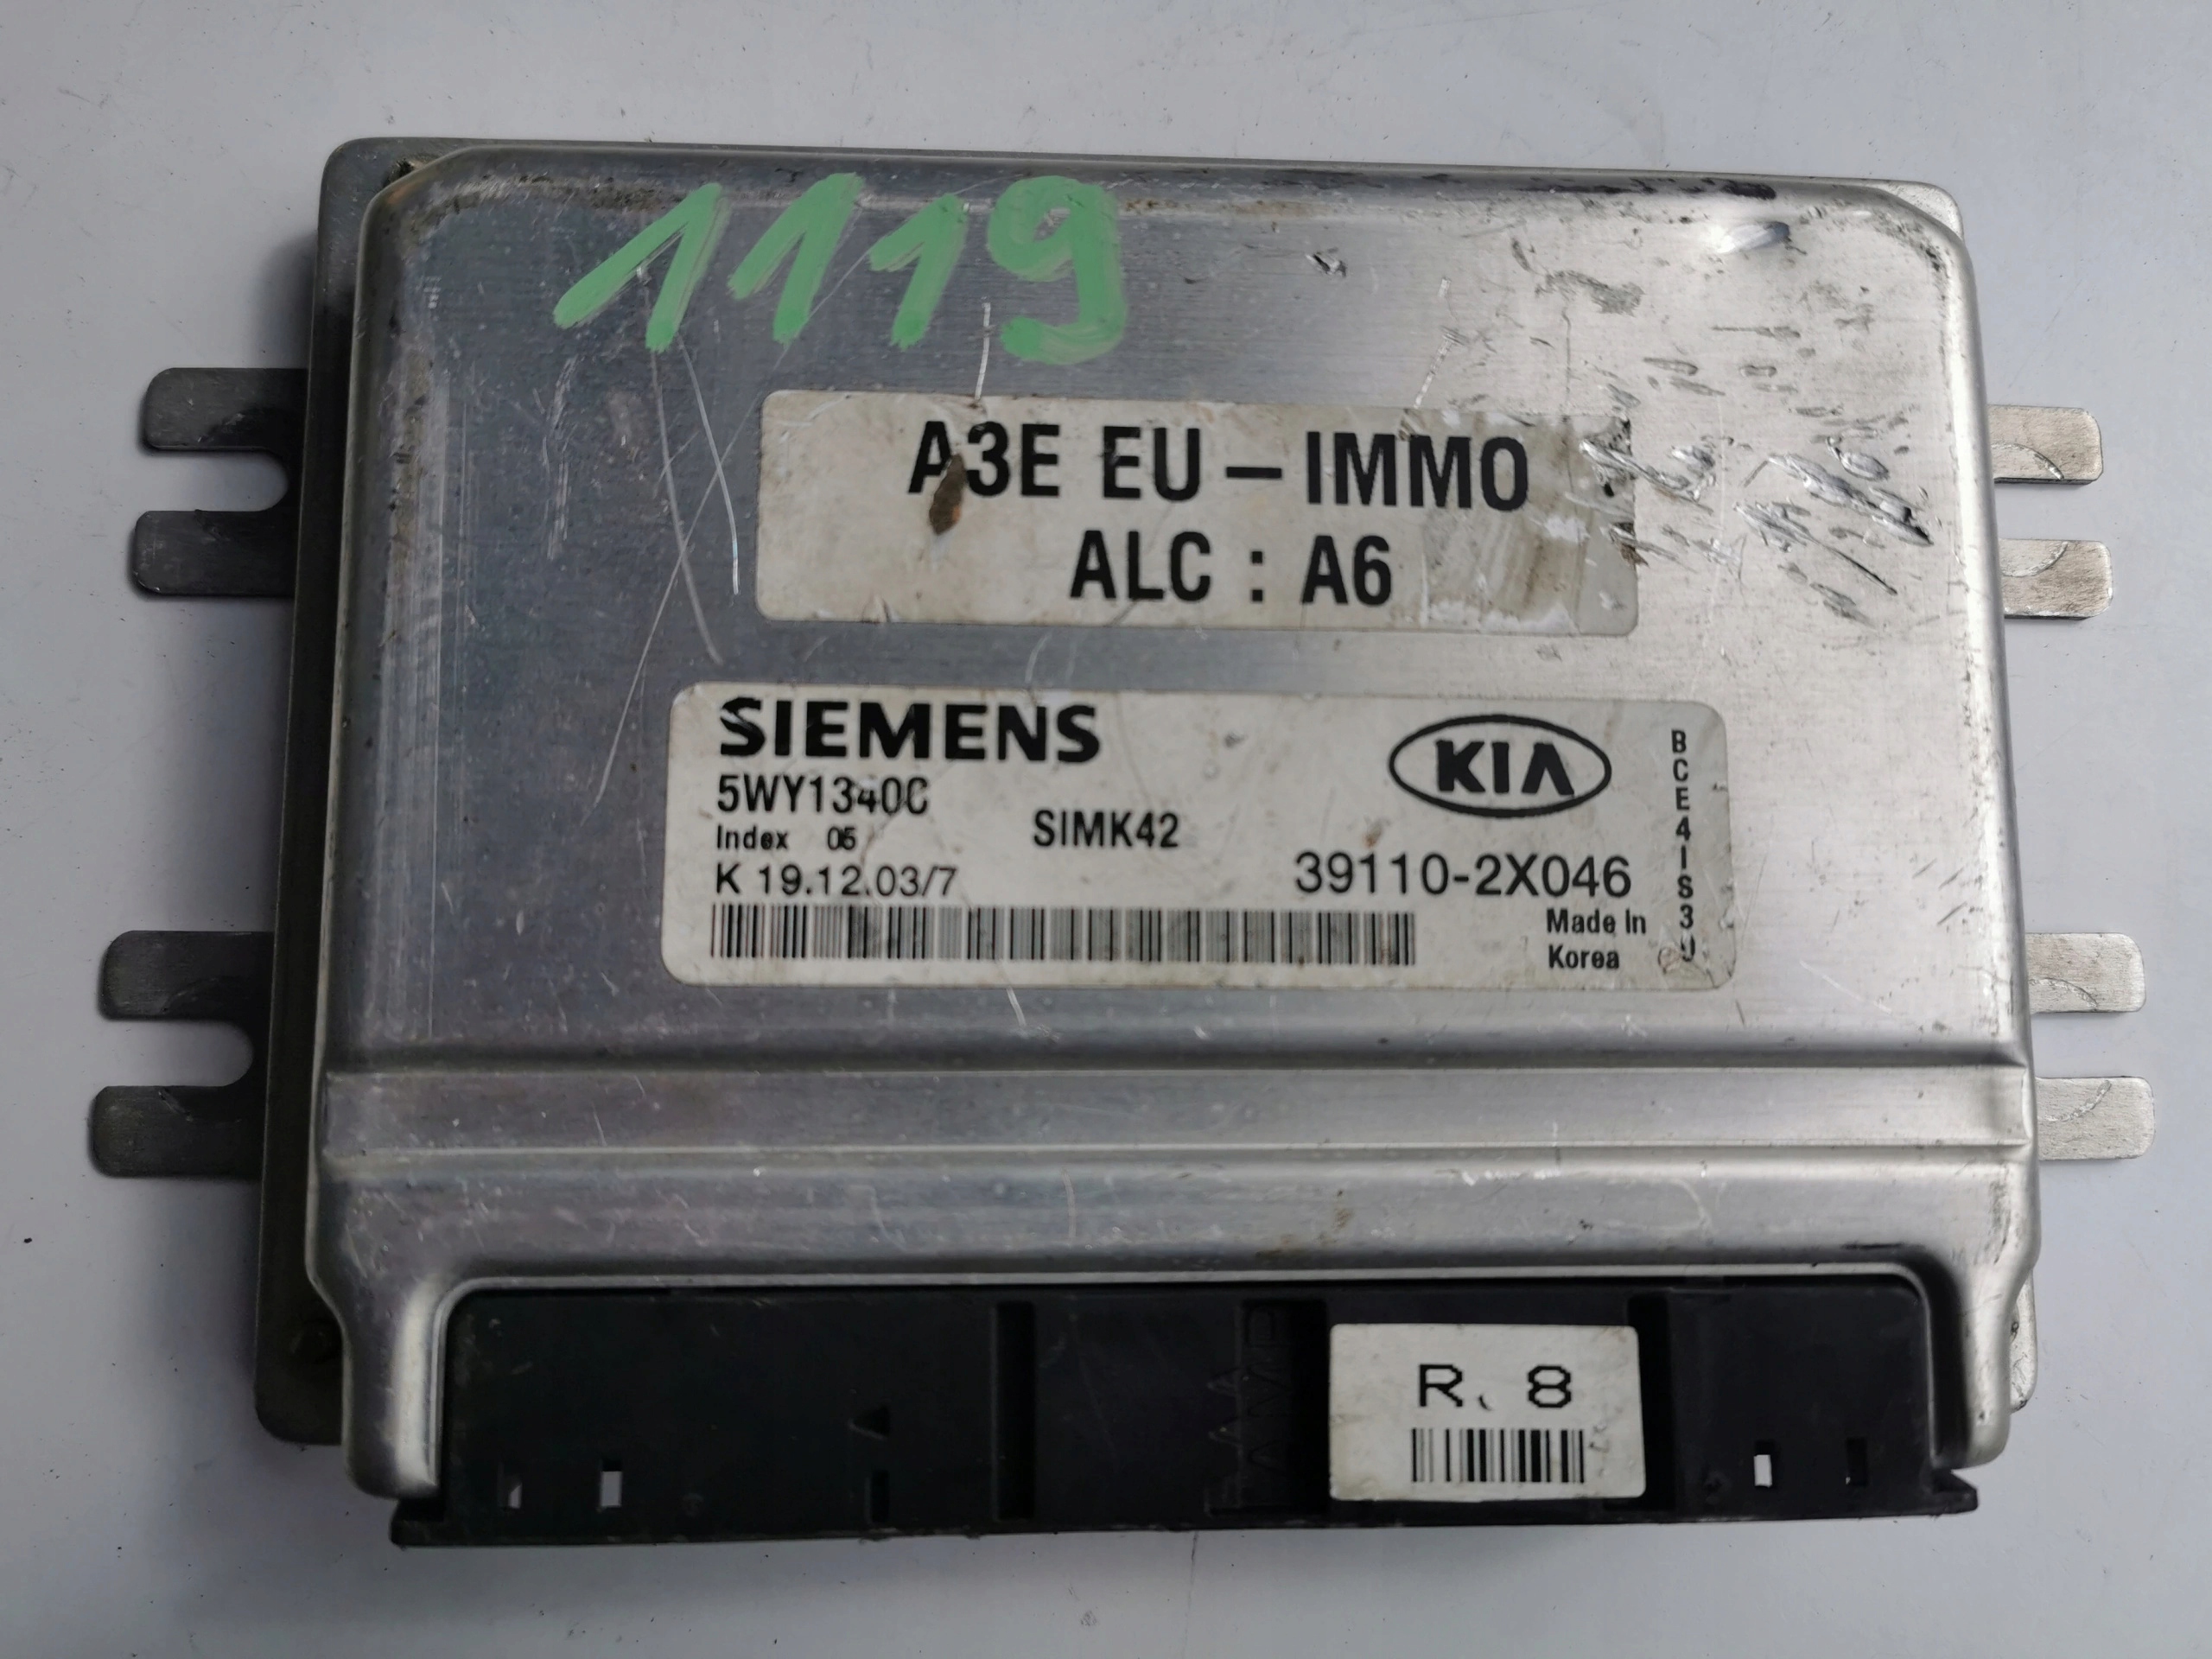 1119
A3E EU – IMMO
ALC : A6
SIEMENS
5WY1340C
Index 05
SIMK42
K 19.12.03/7
KIA
39110-2X046
Made In
Korea
R. 8